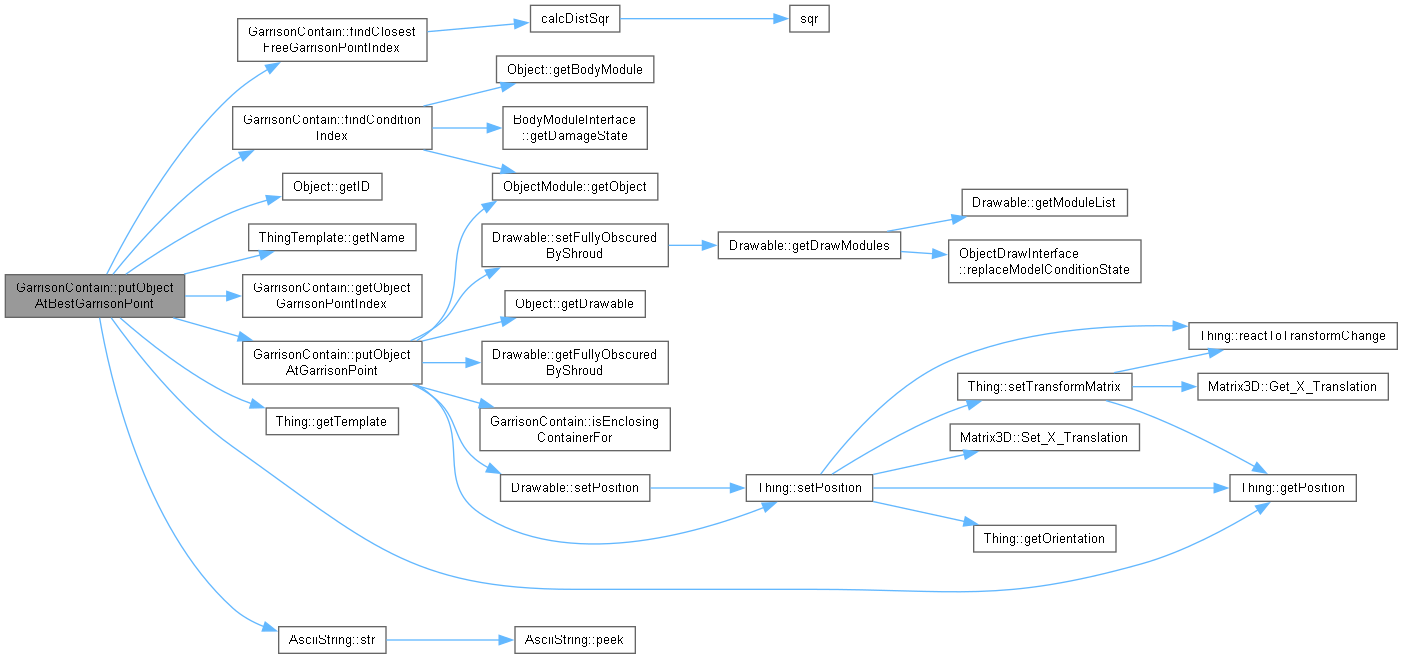 GarrisonContain::putObject
AtBestGarrisonPoint
GarrisonContain::findClosest
FreeGarrisonPointIndex
GarrisonContain::findCondition
Index
Object::getID
ThingTemplate::getName
GarrisonContain::getObject
GarrisonPointIndex
GarrisonContain::putObject
AtGarrisonPoint
Thing::getTemplate
AsciiString::str
calcDistSqr
Object::getBodyModule
BodyModuleInterface
::getDamageState
ObjectModule::getObject
Drawable::setFullyObscured
ByShroud
Object::getDrawable
Drawable::getFullyObscured
ByShroud
GarrisonContain::isEnclosing
ContainerFor
Drawable::setPosition
AsciiString::peek
sqr
Drawable::getDrawModules
Thing::setPosition
Drawable::getModuleList
ObjectDrawInterface
::replaceModelConditionState
Thing::setTransformMatrix
Matrix3D::Set_X_Translation
Thing::getOrientation
Thing::reactToTransformChange
Matrix3D::Get_X_Translation
Thing::getPosition